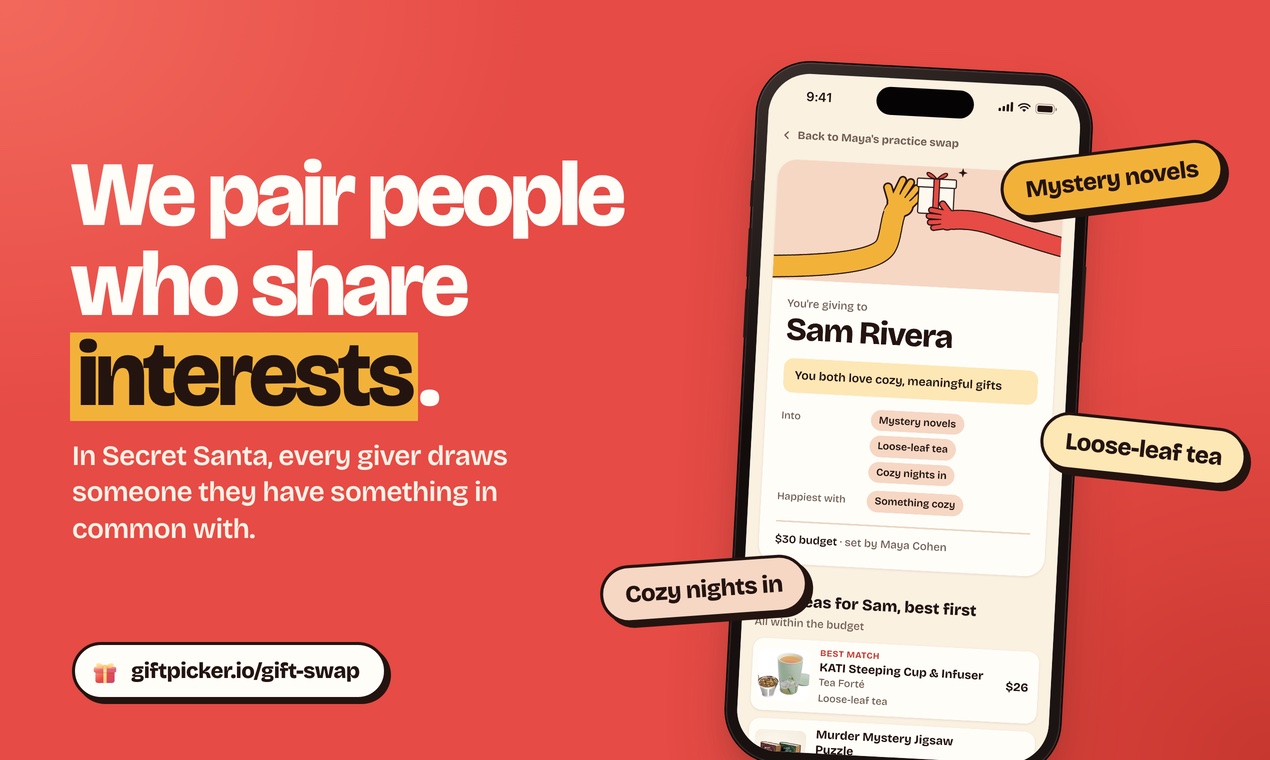 We pair people
who share
interests.
In Secret Santa, every giver draws
someone they have something in
common with.
giftpicker.io/gift-swap
9:41
Back to Maya's practice swap
Mystery novels
You're giving to
Sam Rivera
You both love cozy, meaningful gifts
Into
Mystery novels
Loose-leaf tea
Cozy nights in
Happiest with
Something cozy
Loose-leaf tea
$30 budget · set by Maya Cohen
Cozy nights in
for Sam, best first
All within the budget
BEST MATCH
KATI Steeping Cup & Infuser
Tea Forté
Loose-leaf tea
$26
Murder Mystery Jigsaw
Puzzle